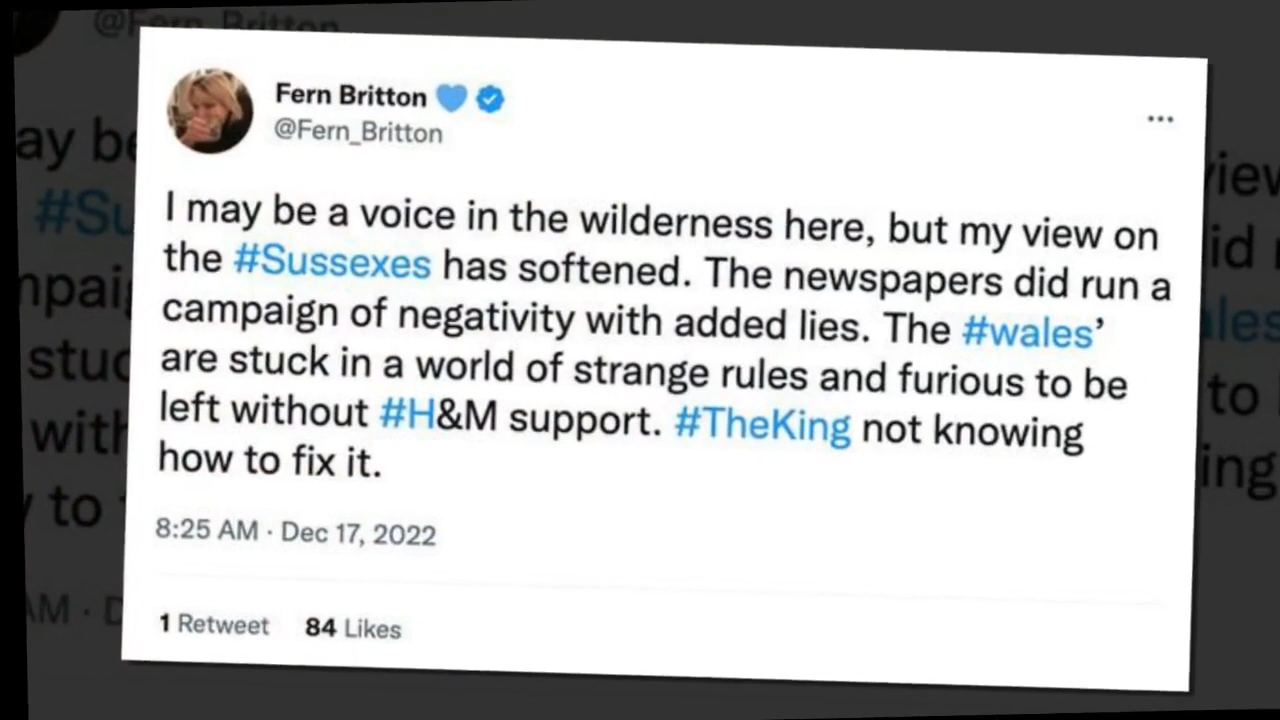 @Fern_Britton
Fern Britton
@Fern_Britton
I may be a voice in the wilderness here, but my view on
the #Sussexes has softened. The newspapers did run a
campaign of negativity with added lies. The #wales’
are stuck in a world of strange rules and furious to be
left without #H&M support. #TheKing not knowing
how to fix it.
8:25 AM · Dec 17, 2022
1 Retweet 84 Likes